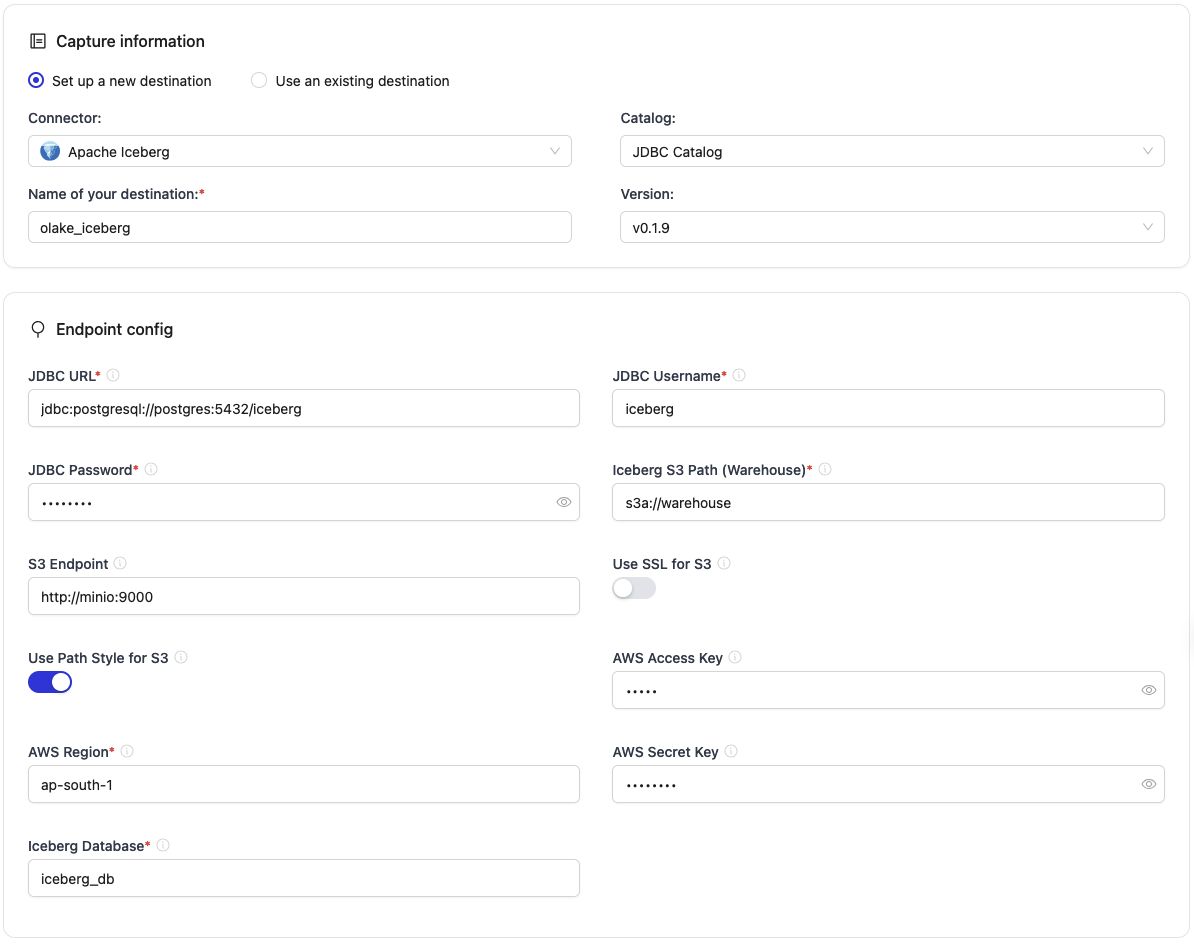 Capture information
Set up a new destination
Use an existing destination
Connector:
Catalog:
Apache Iceberg
JDBC Catalog
Name of your destination:*
Version:
olake_iceberg
v0.1.9
Endpoint config
JDBC URL*
JDBC Username*
jdbc:postgresql://postgres:5432/iceberg
iceberg
JDBC Password*
Iceberg S3 Path (Warehouse)*
••••••••
s3a://warehouse
S3 Endpoint
Use SSL for S3
http://minio:9000
Use Path Style for S3
AWS Access Key
•••••
AWS Region*
AWS Secret Key
ap-south-1
••••••••
Iceberg Database*
iceberg_db